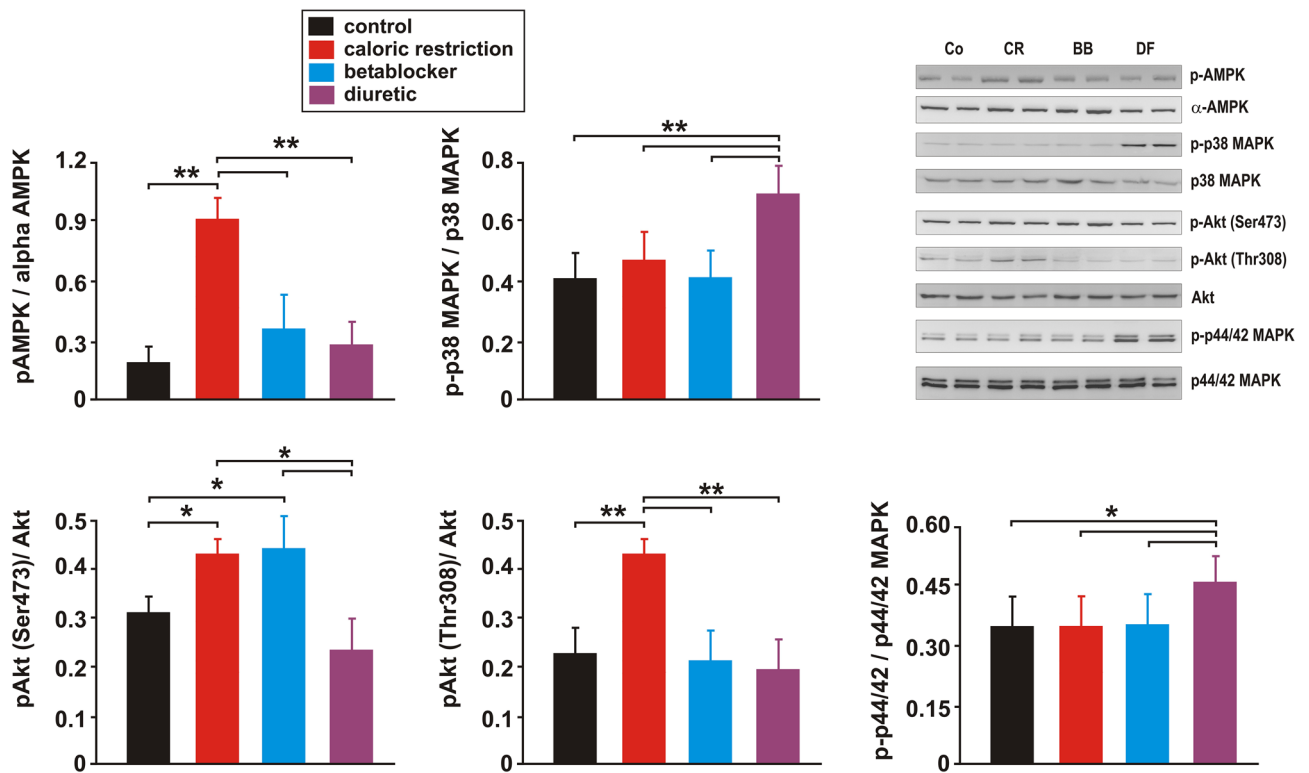 control
caloric restriction
betablocker
diuretic
pAMPK / alpha AMPK
1.2
0.9
0.6
0.3
0
**
**
p-p38 MAPK / p38 MAPK
0.8
0.6
0.4
0.2
0
**
Co CR BB DF
p-AMPK
α-AMPK
p-p38 MAPK
p38 MAPK
p-Akt (Ser473)
p-Akt (Thr308)
Akt
p-p44/42 MAPK
p44/42 MAPK
pAkt (Ser473)/ Akt
0.5
0.4
0.3
0.2
0.1
0
*
*
*
pAkt (Thr308)/ Akt
0.5
0.4
0.3
0.2
0.1
0
**
**
p-p44/42 / p44/42 MAPK
0.60
0.45
0.30
0.15
0
*